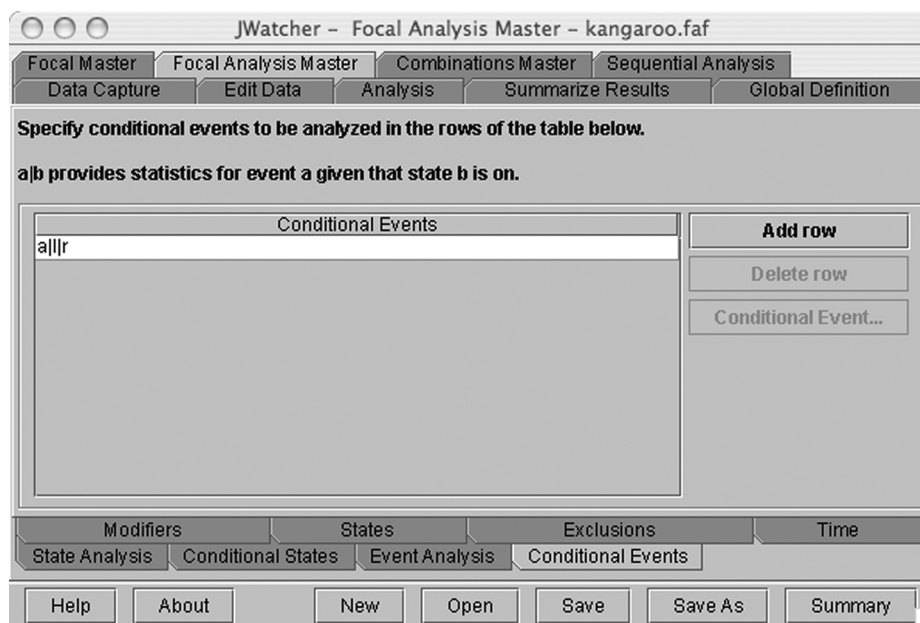 JWatcher – Focal Analysis Master – kangaroo.faf
Focal Master Focal Analysis Master Combinations Master Sequential Analysis
Data Capture Edit Data Analysis Summarize Results Global Definition
Specify conditional events to be analyzed in the rows of the table below.
a|b provides statistics for event a given that state b is on.
Conditional Events
a|l|r
Add row
Delete row
Conditional Event...
Modifiers States Exclusions Time
State Analysis Conditional States Event Analysis Conditional Events
Help About New Open Save Save As Summary